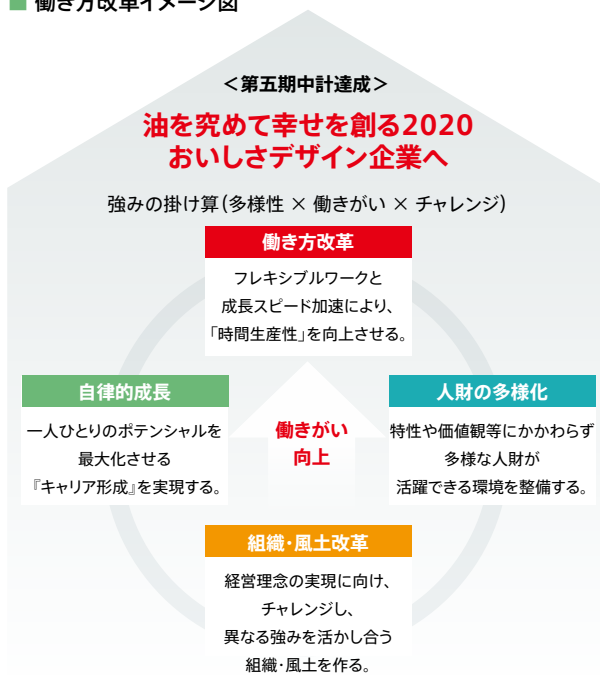 ■ 働き方改革イメージ図
＜第五期中計達成＞
油を究めて幸せを創る2020
おいしさデザイン企業へ
強みの掛け算(多様性 × 働きがい × チャレンジ)
働き方改革
フレキシブルワークと
成長スピード加速により、
「時間生産性」を向上させる。
自律的成長
一人ひとりのポテンシャルを
最大化させる
『キャリア形成』を実現する。
働きがい
向上
人財の多様化
特性や価値観等にかかわらず
多様な人財が
活躍できる環境を整備する。
組織・風土改革
経営理念の実現に向け、
チャレンジし、
異なる強みを活かし合う
組織・風土を作る。